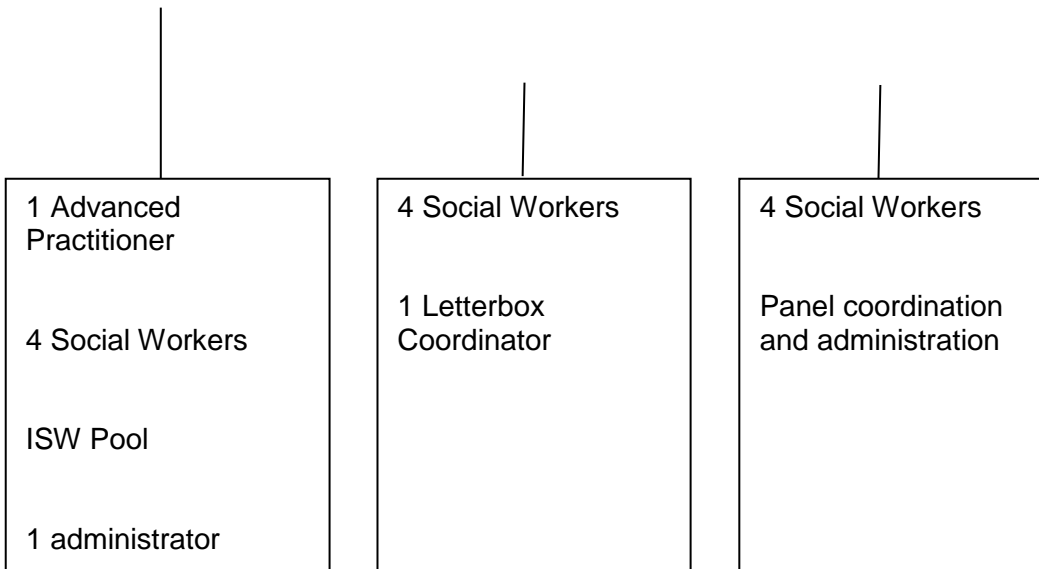 1 Advanced
Practitioner
4 Social Workers
ISW Pool
1 administrator
4 Social Workers
1 Letterbox
Coordinator
4 Social Workers
Panel coordination
and administration